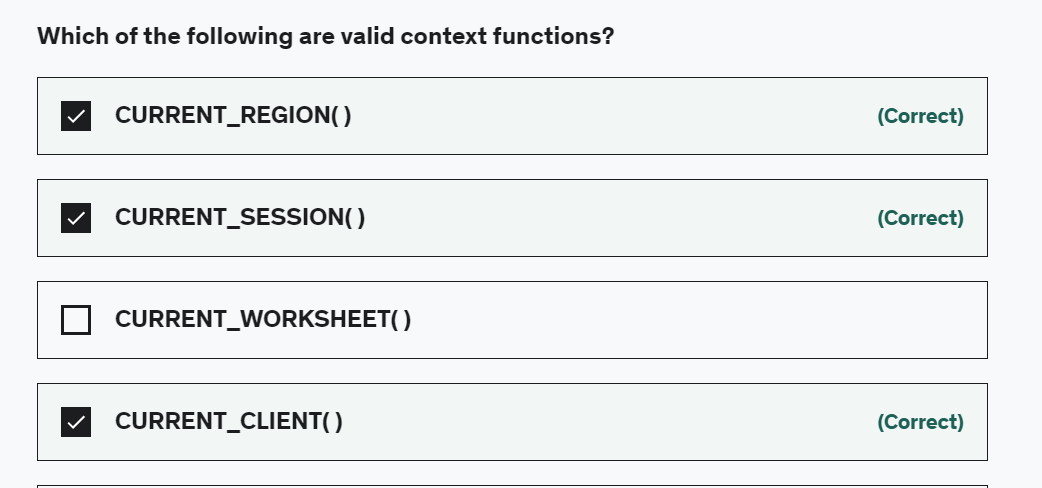 Which of the following are valid context functions?
CURRENT_REGION( ) (Correct)
CURRENT_SESSION( ) (Correct)
CURRENT_WORKSHEET( )
CURRENT_CLIENT( ) (Correct)